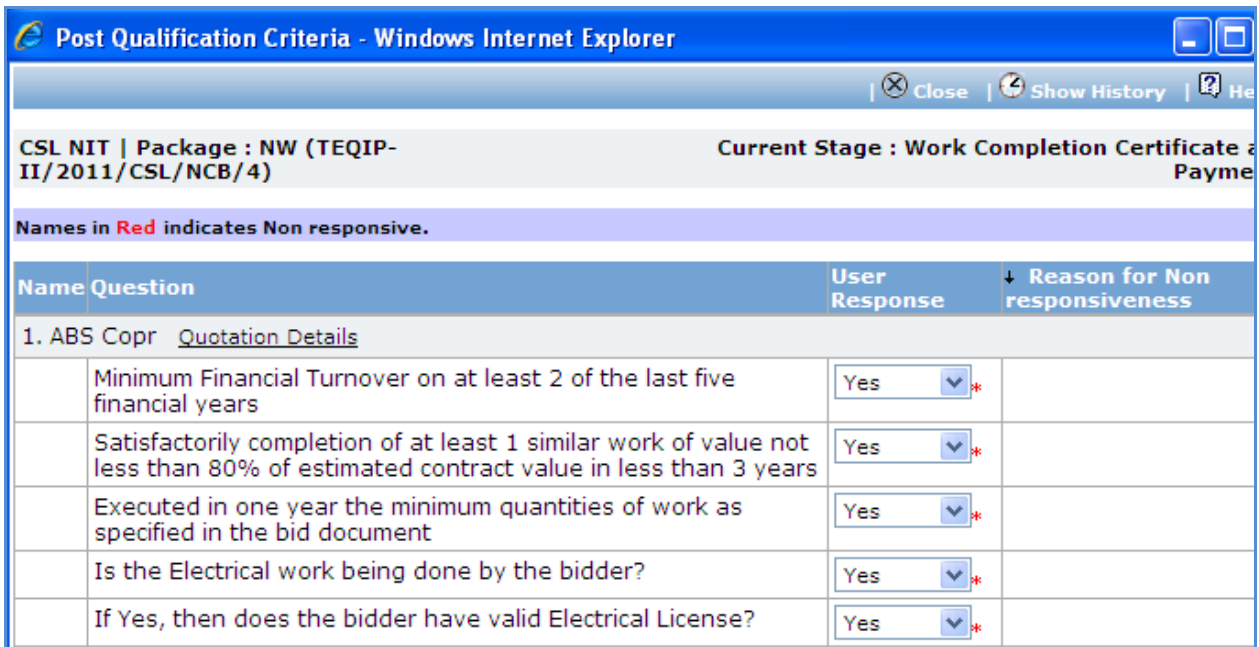 Post Qualification Criteria - Windows Internet Explorer
| Close | Show History | He
CSL NIT | Package : NW (TEQIP-
II/2011/CSL/NCB/4)
Current Stage : Work Completion Certificate a
Payme
Names in Red indicates Non responsive.
Name Question User Response ↓ Reason for Non responsiveness
1. ABS Copr Quotation Details
Minimum Financial Turnover on at least 2 of the last five
financial years
Yes *
Satisfactorily completion of at least 1 similar work of value not
less than 80% of estimated contract value in less than 3 years
Yes *
Executed in one year the minimum quantities of work as
specified in the bid document
Yes *
Is the Electrical work being done by the bidder? Yes *
If Yes, then does the bidder have valid Electrical License? Yes *